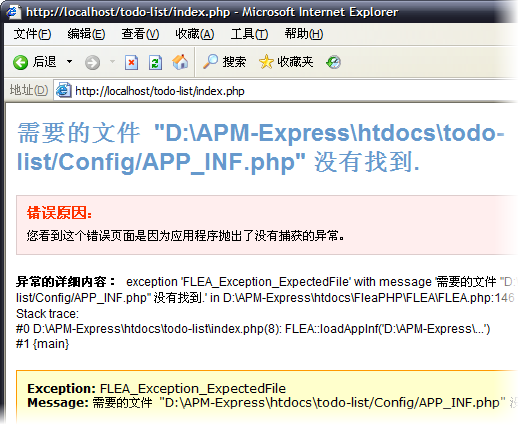 http://localhost/todo-list/index.php - Microsoft Internet Explorer
文件(F) 编辑(E) 查看(V) 收藏(A) 工具(T) 帮助(H)
后退 搜索 收藏夹
地址(D) http://localhost/todo-list/index.php
需要的文件 "D:\APM-Express\htdocs\todo-
list/Config/APP_INF.php" 没有找到.
错误原因:
您看到这个错误页面是因为应用程序抛出了没有捕获的异常。
异常的详细内容： exception 'FLEA_Exception_ExpectedFile' with message '需要的文件 "D:
list/Config/APP_INF.php" 没有找到.' in D:\APM-Express\htdocs\FleaPHP\FLEA\FLEA.php:146
Stack trace:
#0 D:\APM-Express\htdocs\todo-list\index.php(8): FLEA::loadAppInf('D:\APM-Express\...')
#1 {main}
Exception: FLEA_Exception_ExpectedFile
Message: 需要的文件 "D:\APM-Express\htdocs\todo-list/Config/APP_INF.php" 没